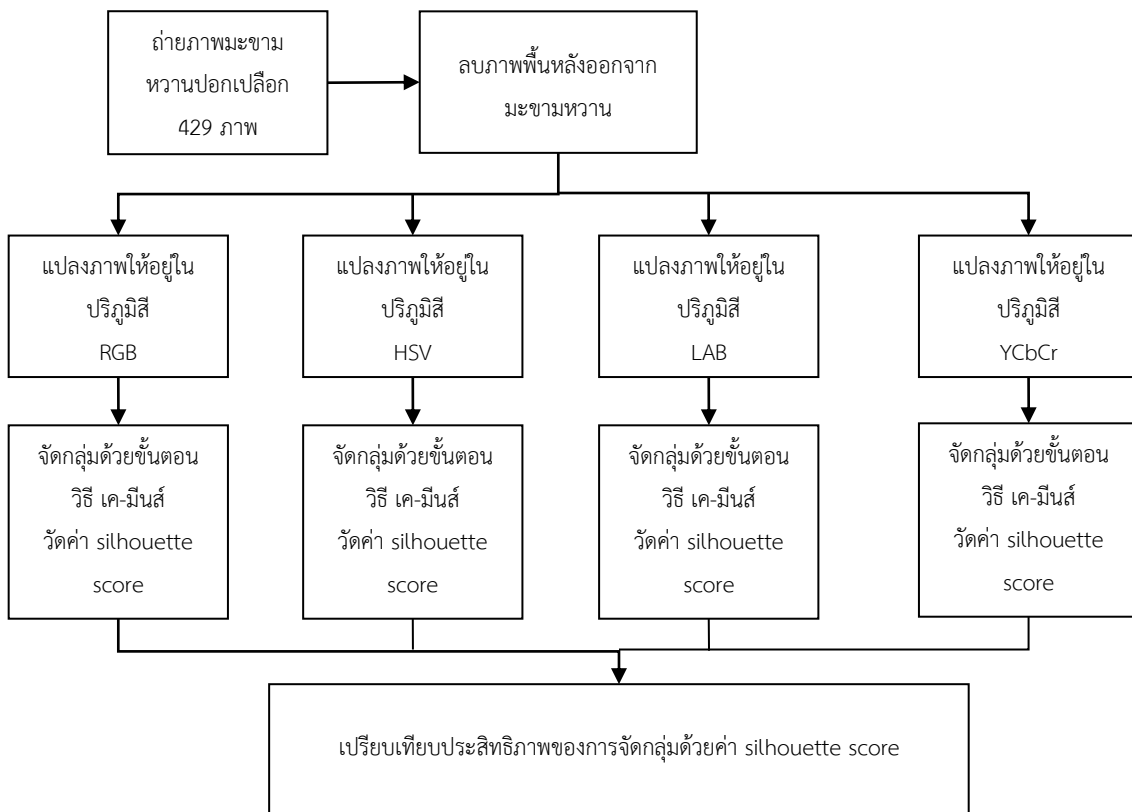 ถ่ายภาพมะขาม
หวานปอกเปลือก
429 ภาพ
ลบภาพพื้นหลังออกจาก
มะขามหวาน
แปลงภาพให้อยู่ใน
ปริภูมิสี
RGB
แปลงภาพให้อยู่ใน
ปริภูมิสี
HSV
แปลงภาพให้อยู่ใน
ปริภูมิสี
LAB
แปลงภาพให้อยู่ใน
ปริภูมิสี
YCbCr
จัดกลุ่มด้วยขั้นตอน
วิธี เค-มีนส์
วัดค่า silhouette
score
จัดกลุ่มด้วยขั้นตอน
วิธี เค-มีนส์
วัดค่า silhouette
score
จัดกลุ่มด้วยขั้นตอน
วิธี เค-มีนส์
วัดค่า silhouette
score
จัดกลุ่มด้วยขั้นตอน
วิธี เค-มีนส์
วัดค่า silhouette
score
เปรียบเทียบประสิทธิภาพของการจัดกลุ่มด้วยค่า silhouette score